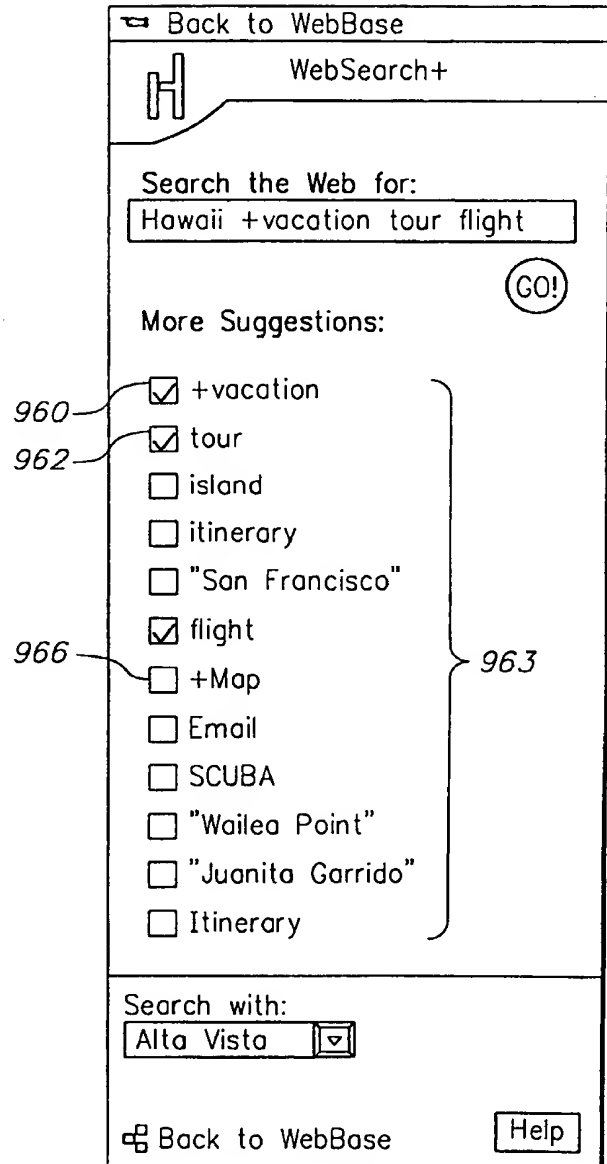 Back to WebBase
WebSearch+
Search the Web for:
Hawaii +vacation tour flight
GO!
More Suggestions:
960
+vacation
962
tour
island
itinerary
"San Francisco"
flight
966
+Map
963
Email
SCUBA
"Wailea Point"
"Juanita Garrido"
Itinerary
Search with:
Alta Vista
Back to WebBase
Help